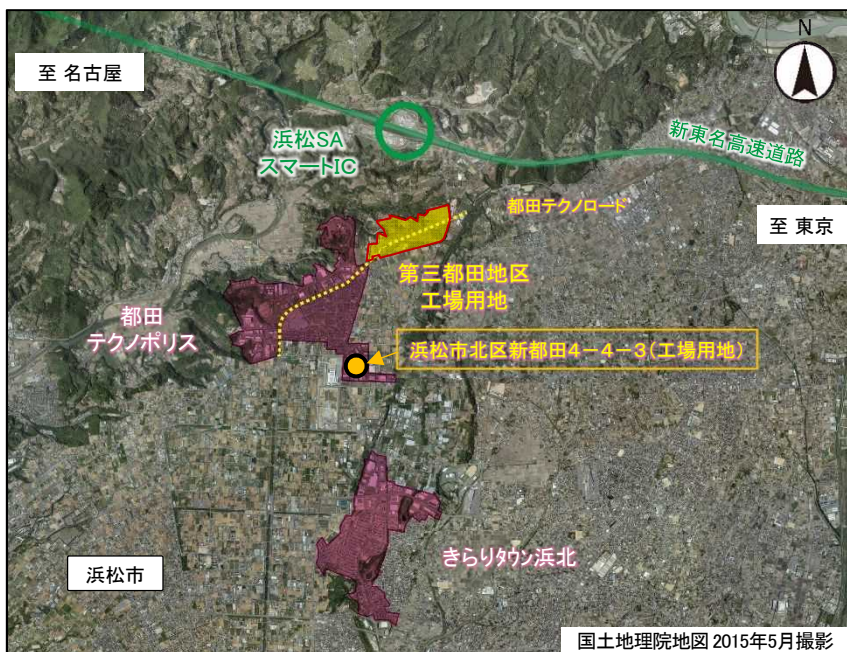 N
至 名古屋
浜松SA
スマートIC
新東名高速道路
都田テクノロード
至 東京
第三都田地区
工場用地
都田
テクノポリス
浜松市北区新都田4-4-3(工場用地)
きらりタウン浜北
浜松市
国土地理院地図 2015年5月撮影